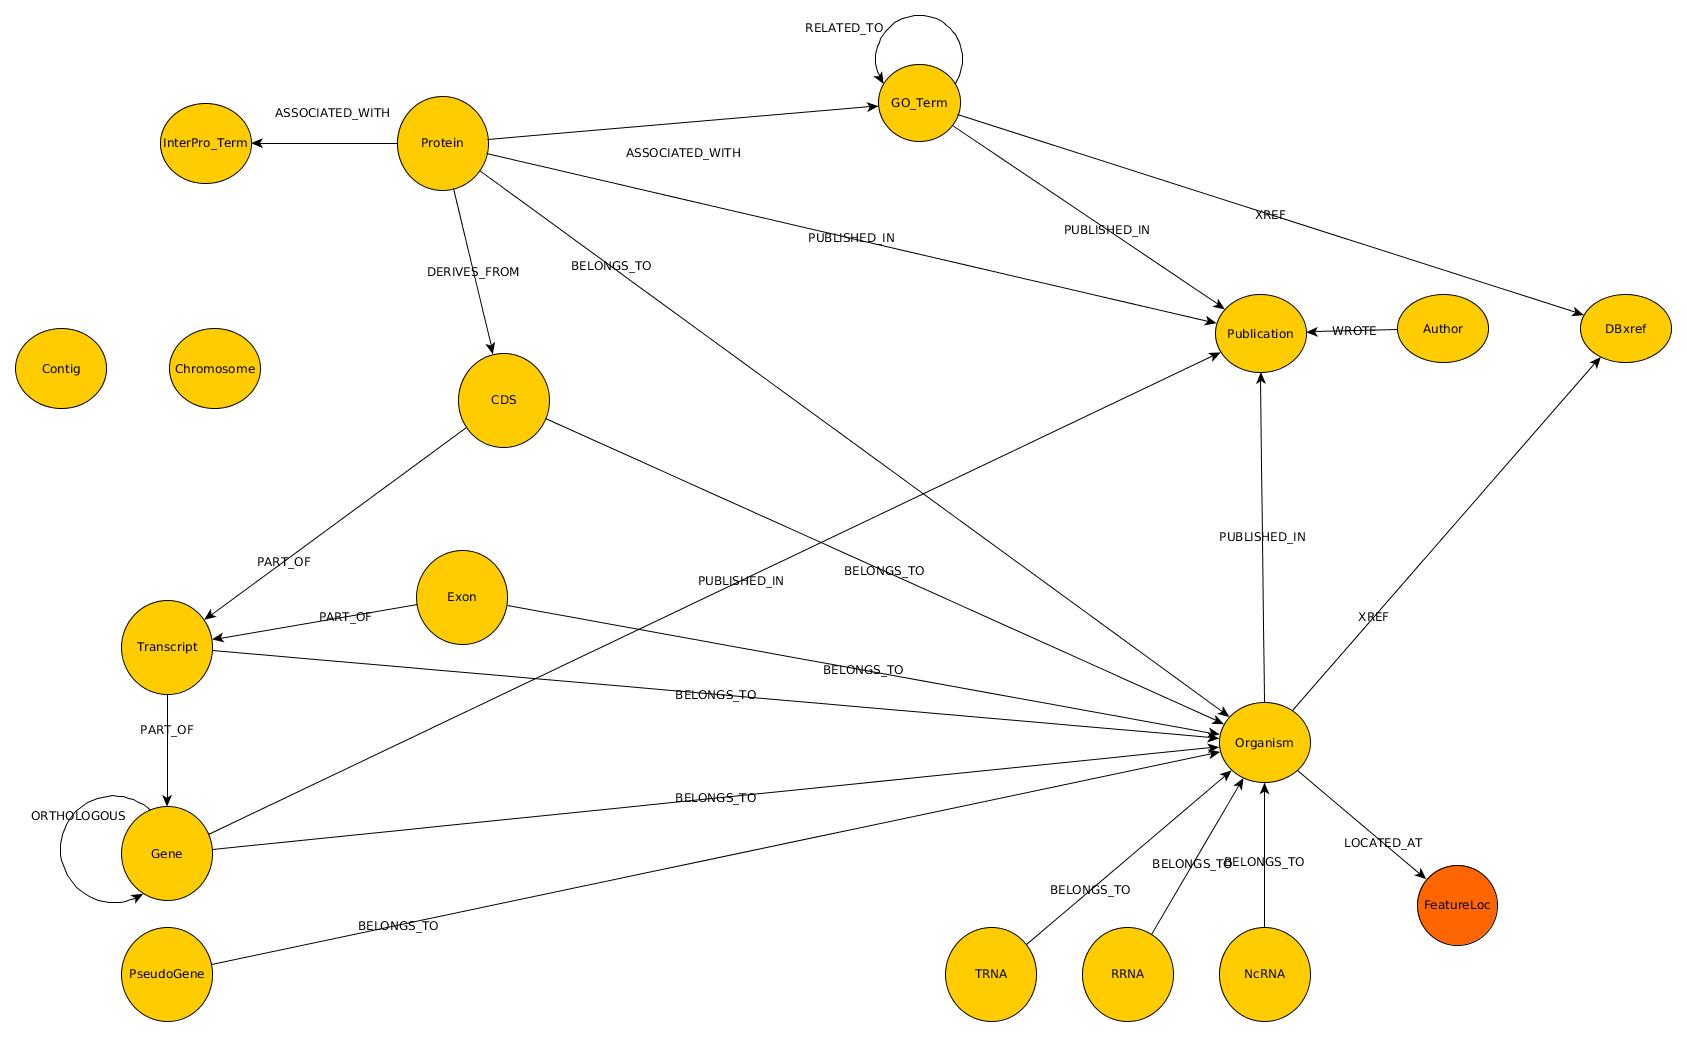 RELATED_TO
GO_Term
ASSOCIATED_WITH
InterPro_Term
Protein
ASSOCIATED_WITH
XREF
PUBLISHED_IN
PUBLISHED_IN
BELONGS_TO
DERIVES_FROM
Publication
WROTE
Author
DBxref
Contig
Chromosome
CDS
PUBLISHED_IN
PART_OF
BELONGS_TO
PUBLISHED_IN
Exon
PART_OF
XREF
Transcript
BELONGS_TO
BELONGS_TO
PART_OF
Organism
BELONGS_TO
ORTHOLOGOUS
LOCATED_AT
Gene
BELONGS_TO
BELONGS_TO
BELONGS_TO
FeatureLoc
BELONGS_TO
PseudoGene
TRNA
RRNA
NcRNA